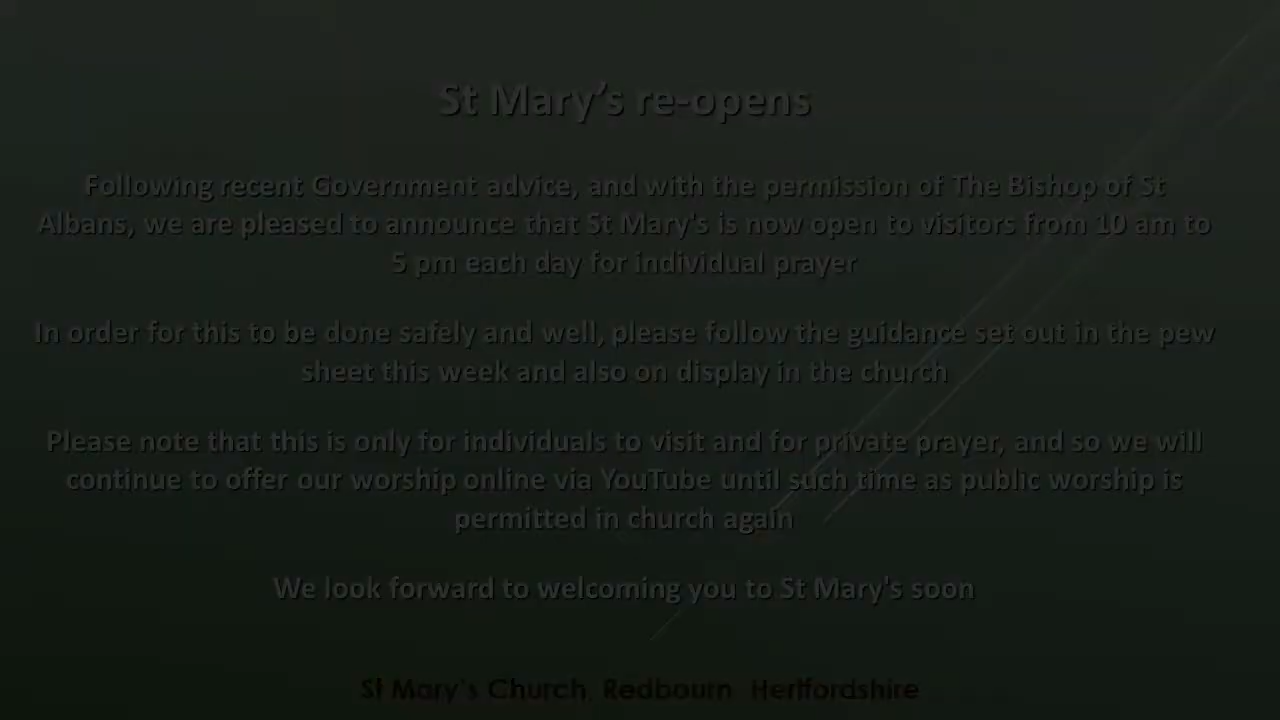 St Mary’s re-opens
Following recent Government advice, and with the permission of The Bishop of St
Albans, we are pleased to announce that St Mary's is now open to visitors from 10 am to
5 pm each day for individual prayer
In order for this to be done safely and well, please follow the guidance set out in the pew
sheet this week and also on display in the church
Please note that this is only for individuals to visit and for private prayer, and so we will
continue to offer our worship online via YouTube until such time as public worship is
permitted in church again
We look forward to welcoming you to St Mary's soon
St Mary's Church, Redbourn, Hertfordshire